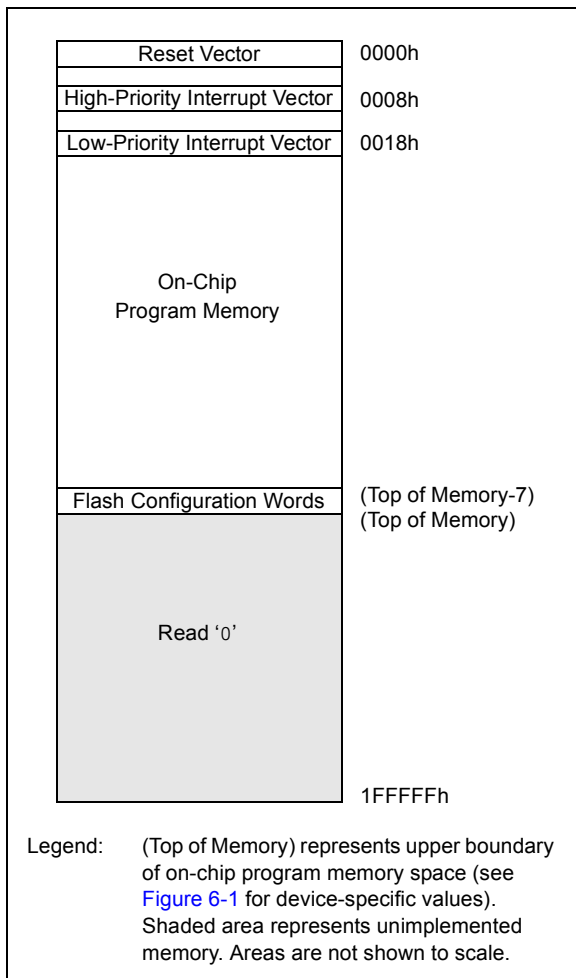 Reset Vector 0000h
High-Priority Interrupt Vector 0008h
Low-Priority Interrupt Vector 0018h
On-Chip
Program Memory
Flash Configuration Words (Top of Memory-7)
(Top of Memory)
Read ‘0’
1FFFFFh
Legend: (Top of Memory) represents upper boundary
of on-chip program memory space (see
Figure 6-1 for device-specific values).
Shaded area represents unimplemented
memory. Areas are not shown to scale.